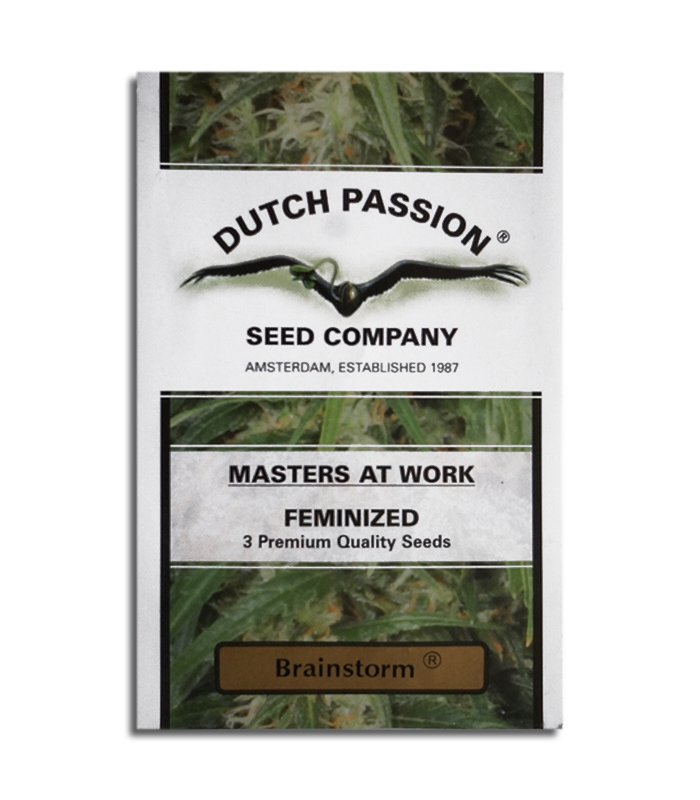 DUTCH PASSION®
SEED COMPANY
AMSTERDAM, ESTABLISHED 1987
MASTERS AT WORK
FEMINIZED
3 Premium Quality Seeds
Brainstorm ®